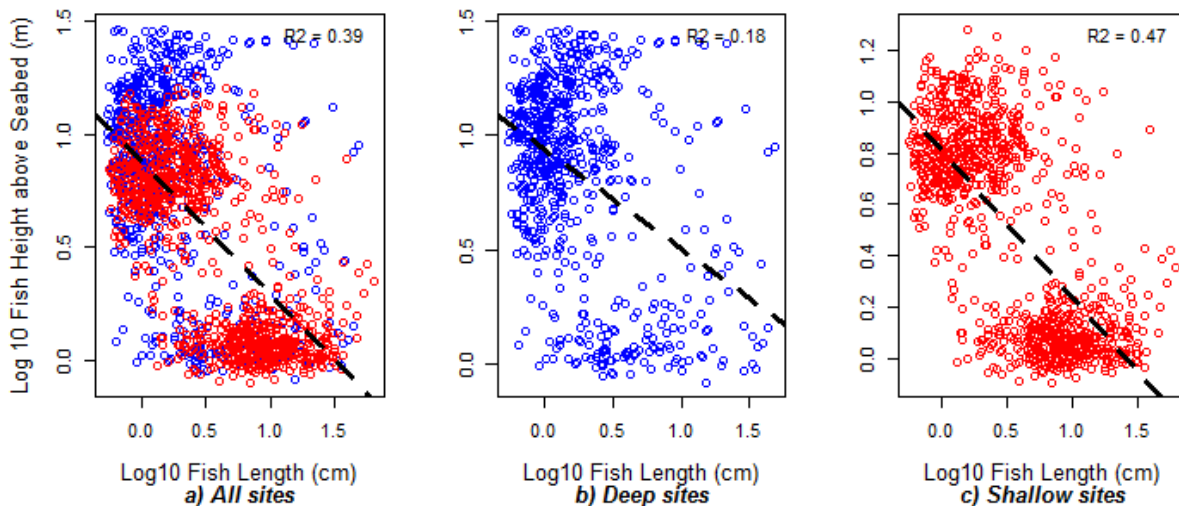 Log 10 Fish Height above Seabed (m)
1.5
1.0
0.5
0.0
R2 = 0.39
0.0 0.5 1.0 1.5
Log10 Fish Length (cm)
a) All sites
1.5
1.0
0.5
0.0
R2 = 0.18
0.0 0.5 1.0 1.5
Log10 Fish Length (cm)
b) Deep sites
1.2
1.0
0.8
0.6
0.4
0.2
0.0
R2 = 0.47
0.0 0.5 1.0 1.5
Log10 Fish Length (cm)
c) Shallow sites